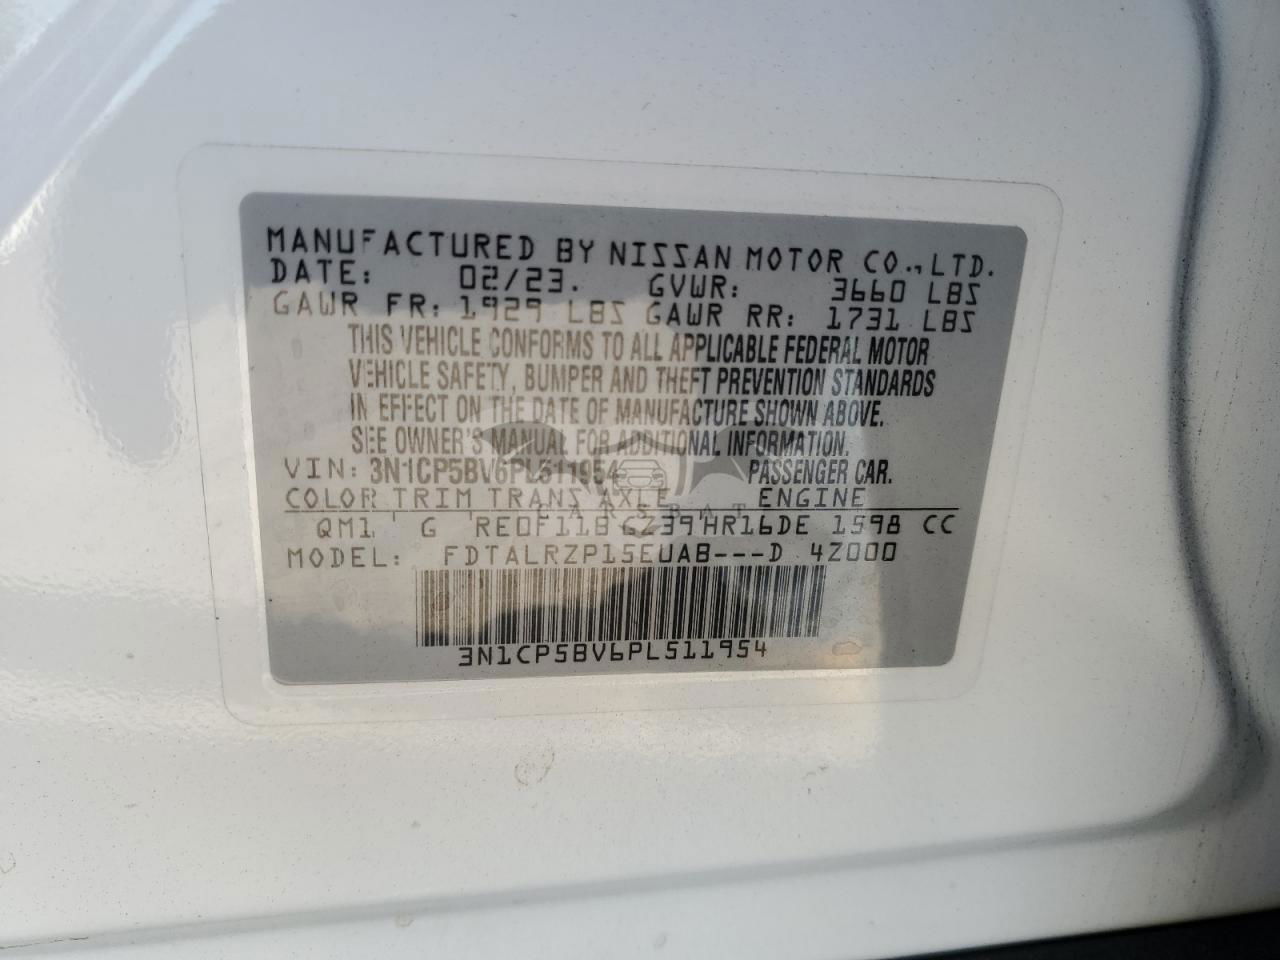 MANUFACTURED BY NISSAN MOTOR CO., LTD.
DATE: 02/23. GVWR: 3660 LBS
GAWR FR: 1929 LBS GAWR RR: 1731 LBS
THIS VEHICLE CONFORMS TO ALL APPLICABLE FEDERAL MOTOR
VEHICLE SAFETY, BUMPER AND THEFT PREVENTION STANDARDS
IN EFFECT ON THE DATE OF MANUFACTURE SHOWN ABOVE.
SEE OWNER'S MANUAL FOR ADDITIONAL INFORMATION.
VIN: 3N1CP5BV6PL511954 PASSENGER CAR.
COLOR TRIM TRANS AXLE ENGINE
QM1 G RE0F11B GZ39 HR16DE 1598 CC
MODEL: FDTALRZP15EUAB---D 4Z000
3N1CP5BV6PL511954
CARSBAT